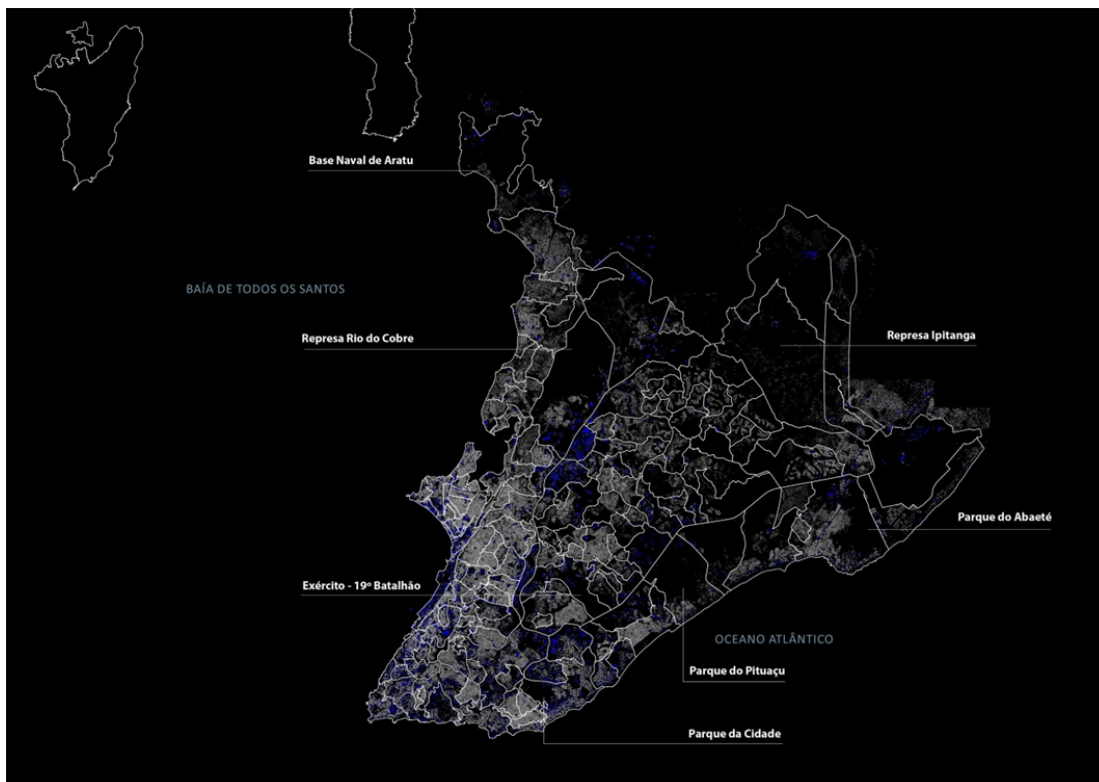 Base Naval de Aratu
BAÍA DE TODOS OS SANTOS
Represa Rio do Cobre
Represa Ipitanga
Parque do Abaeté
Exército - 19º Batalhão
OCEANO ATLÂNTICO
Parque do Pituaçu
Parque da Cidade